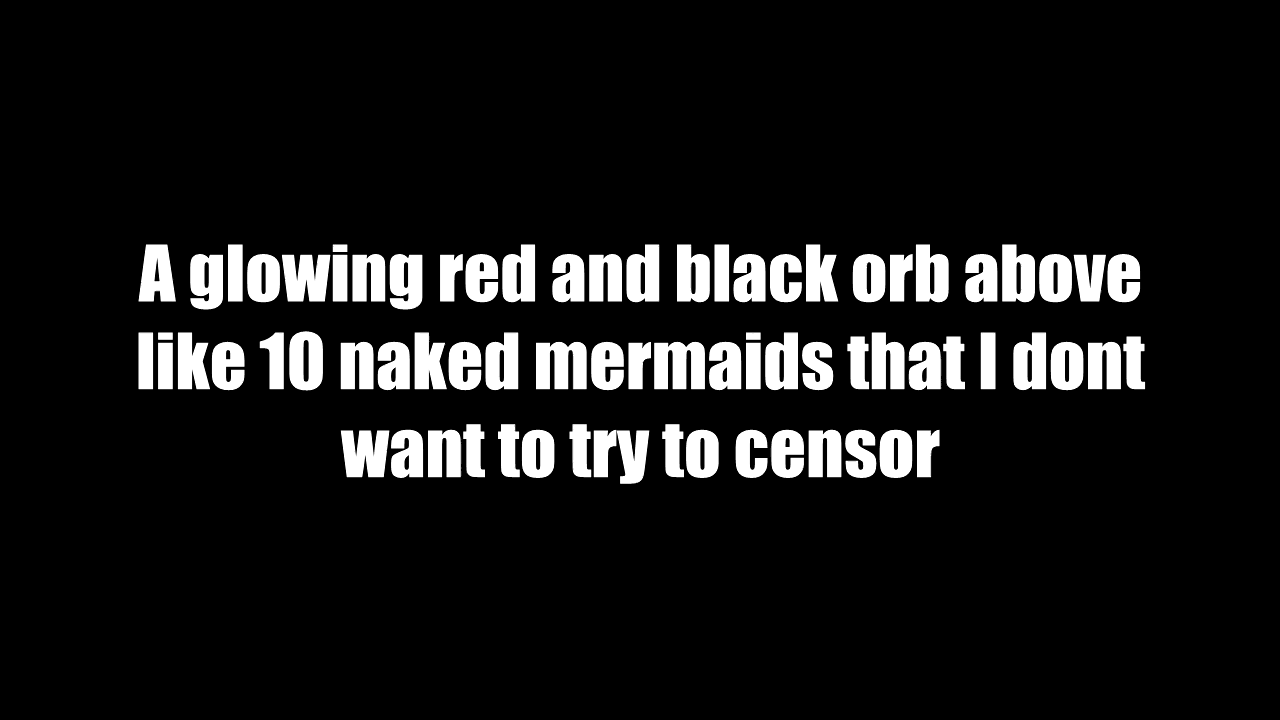 A glowing red and black orb above
like 10 naked mermaids that I dont
want to try to censor